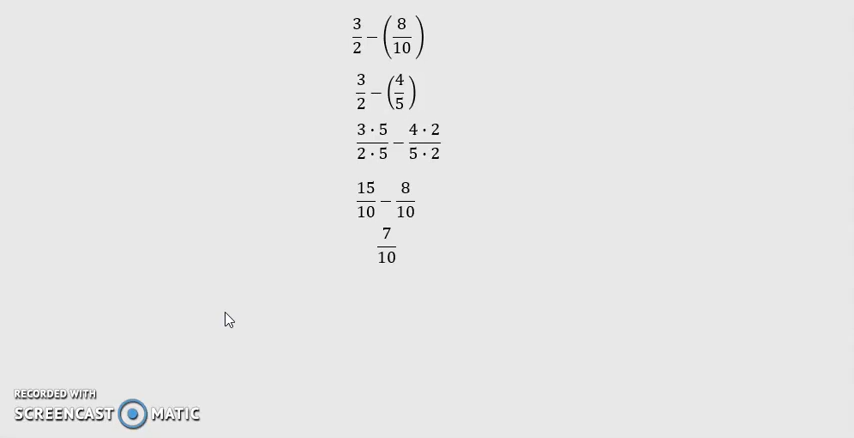 3/2 − (8/10)
3/2 − (4/5)
3 · 5/2 · 5 − 4 · 2/5 · 2
15/10 − 8/10
7/10
RECORDED WITH
SCREENCAST MATIC